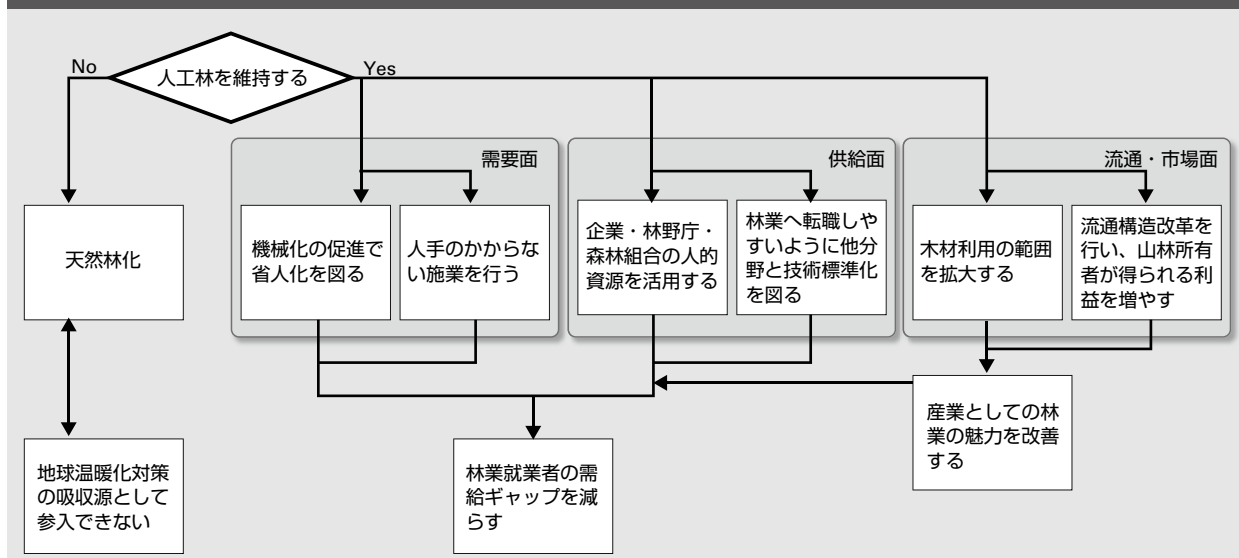 人工林を維持する
No
Yes
需要面
供給面
流通・市場面
天然林化
機械化の促進で
省人化を図る
人手のかからな
い施業を行う
企業・林野庁・
森林組合の人的
資源を活用する
林業へ転職しや
すいように他分
野と技術標準化
を図る
木材利用の範囲
を拡大する
流通構造改革を
行い、山林所有
者が得られる利
益を増やす
地球温暖化対策
の吸収源として
参入できない
林業就業者の需
給ギャップを減
らす
産業としての林
業の魅力を改善
する